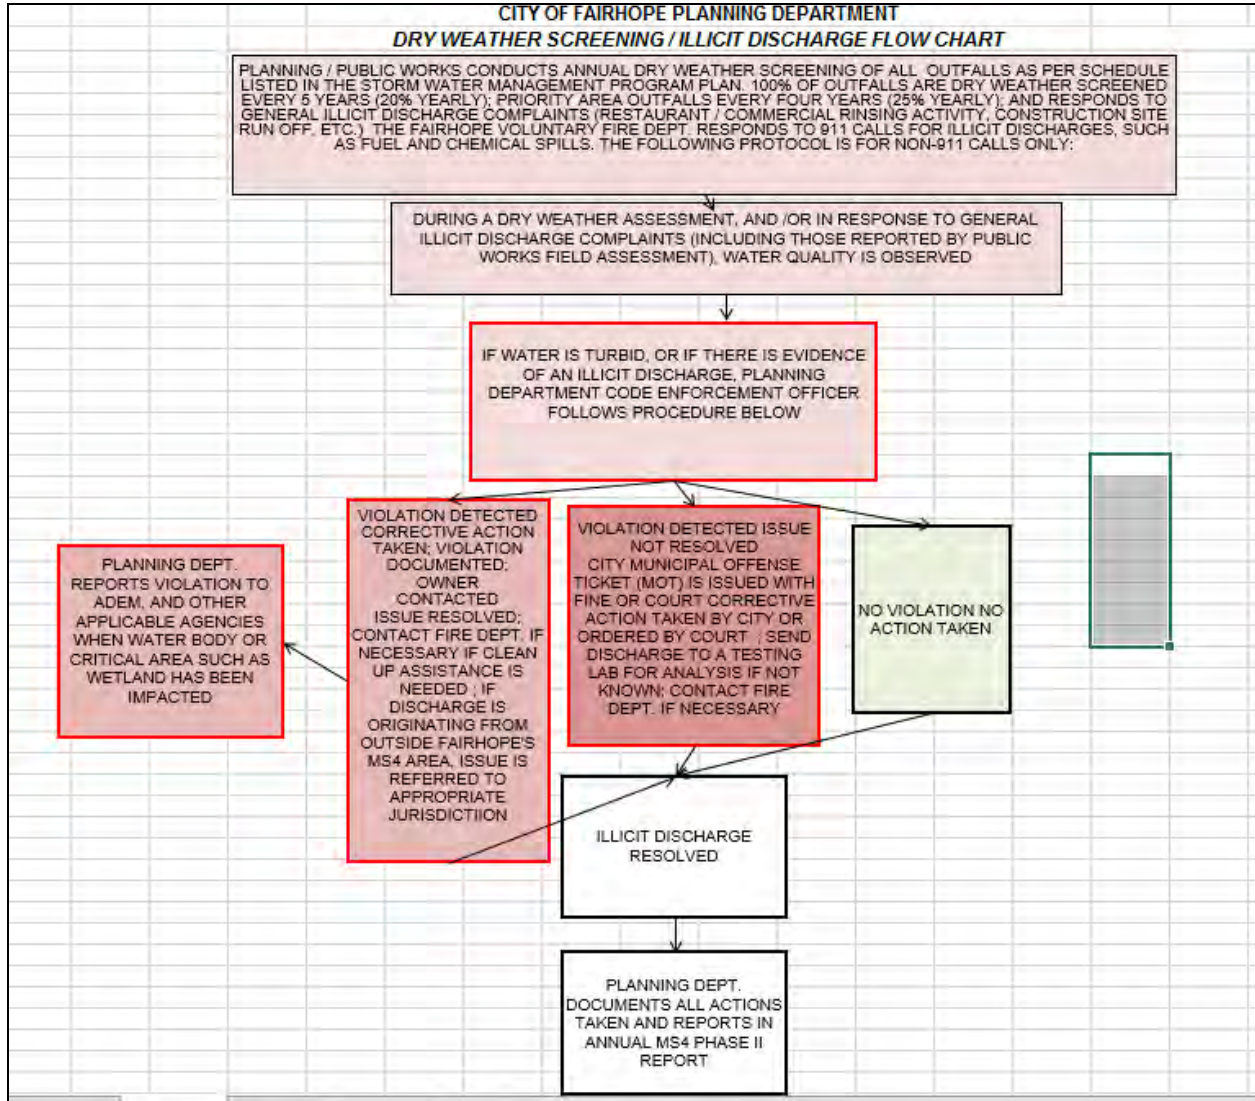 CITY OF FAIRHOPE PLANNING DEPARTMENT
DRY WEATHER SCREENING / ILLICIT DISCHARGE FLOW CHART
PLANNING / PUBLIC WORKS CONDUCTS ANNUAL DRY WEATHER SCREENING OF ALL OUTFALLS AS PER SCHEDULE
LISTED IN THE STORM WATER MANAGEMENT PROGRAM PLAN. 100% OF OUTFALLS ARE DRY WEATHER SCREENED
EVERY 5 YEARS (20% YEARLY); PRIORITY AREA OUTFALLS EVERY FOUR YEARS (25% YEARLY); AND RESPONDS TO
GENERAL ILLICIT DISCHARGE COMPLAINTS (RESTAURANT / COMMERCIAL RINSING ACTIVITY, CONSTRUCTION SITE
RUN OFF, ETC.) THE FAIRHOPE VOLUNTARY FIRE DEPT. RESPONDS TO 911 CALLS FOR ILLICIT DISCHARGES, SUCH
AS FUEL AND CHEMICAL SPILLS. THE FOLLOWING PROTOCOL IS FOR NON-911 CALLS ONLY:
DURING A DRY WEATHER ASSESSMENT, AND /OR IN RESPONSE TO GENERAL
ILLICIT DISCHARGE COMPLAINTS (INCLUDING THOSE REPORTED BY PUBLIC
WORKS FIELD ASSESSMENT), WATER QUALITY IS OBSERVED
IF WATER IS TURBID, OR IF THERE IS EVIDENCE
OF AN ILLICIT DISCHARGE, PLANNING
DEPARTMENT CODE ENFORCEMENT OFFICER
FOLLOWS PROCEDURE BELOW
PLANNING DEPT.
REPORTS VIOLATION TO
ADEM, AND OTHER
APPLICABLE AGENCIES
WHEN WATER BODY OR
CRITICAL AREA SUCH AS
WETLAND HAS BEEN
IMPACTED
VIOLATION DETECTED
CORRECTIVE ACTION
TAKEN; VIOLATION
DOCUMENTED;
OWNER
CONTACTED
ISSUE RESOLVED;
CONTACT FIRE DEPT. IF
NECESSARY IF CLEAN
UP ASSISTANCE IS
NEEDED ; IF
DISCHARGE IS
ORIGINATING FROM
OUTSIDE FAIRHOPE'S
MS4 AREA, ISSUE IS
REFERRED TO
APPROPRIATE
JURISDICTIION
VIOLATION DETECTED ISSUE
NOT RESOLVED
CITY MUNICIPAL OFFENSE
TICKET (MOT) IS ISSUED WITH
FINE OR COURT CORRECTIVE
ACTION TAKEN BY CITY OR
ORDERED BY COURT ; SEND
DISCHARGE TO A TESTING
LAB FOR ANALYSIS IF NOT
KNOWN; CONTACT FIRE
DEPT. IF NECESSARY
NO VIOLATION NO
ACTION TAKEN
ILLICIT DISCHARGE
RESOLVED
PLANNING DEPT.
DOCUMENTS ALL ACTIONS
TAKEN AND REPORTS IN
ANNUAL MS4 PHASE II
REPORT